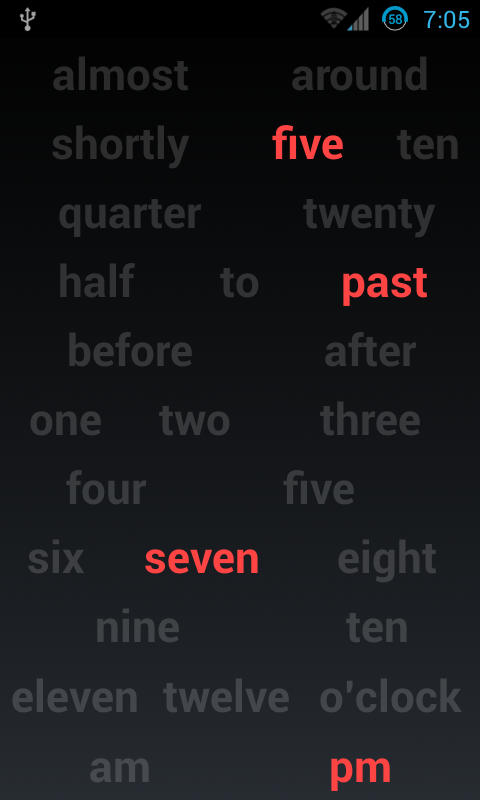 58 7:05
almost around
shortly five ten
quarter twenty
half to past
before after
one two three
four five
six seven eight
nine ten
eleven twelve o'clock
am pm